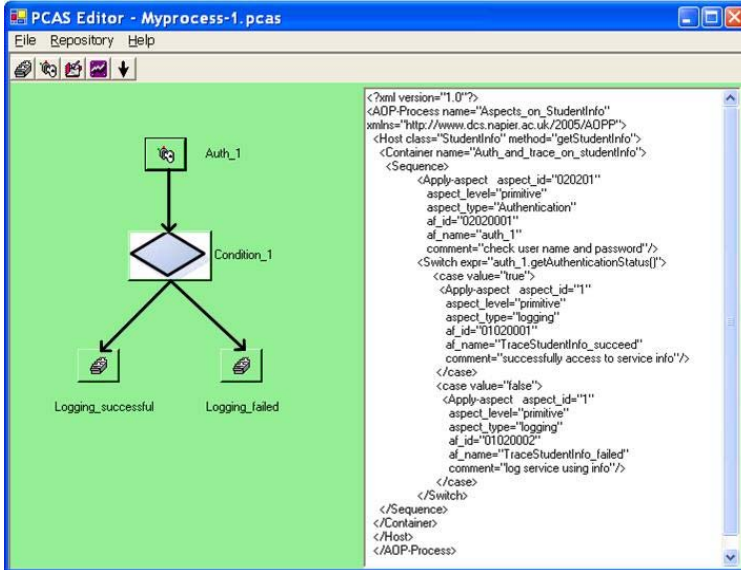 PCAS Editor - Myprocess-1.pcas
File Repository Help
Auth_1
Condition_1
Logging_successful Logging_failed
<?xml version="1.0"?>
<AOP-Process name="Aspects_on_StudentInfo"
xmlns="http://www.dcs.napier.ac.uk/2005/AOPP">
<Host class="StudentInfo" method="getStudentInfo">
<Container name="Auth_and_trace_on_studentInfo">
<Sequence>
<Apply-aspect aspect_id="020201"
aspect_level="primitive"
aspect_type="Authentication"
af_id="02020001"
af_name="auth_1"
comment="check user name and password"/>
<Switch expr="auth_1.getAuthenticationStatus()">
<case value="true">
<Apply-aspect aspect_id="1"
aspect_level="primitive"
aspect_type="logging"
af_id="01020001"
af_name="TraceStudentInfo_succeed"
comment="successfully access to service info"/>
</case>
<case value="false">
<Apply-aspect aspect_id="1"
aspect_level="primitive"
aspect_type="logging"
af_id="01020002"
af_name="TraceStudentInfo_failed"
comment="log service using info"/>
</case>
</Switch>
</Sequence>
</Container>
</Host>
</AOP-Process>